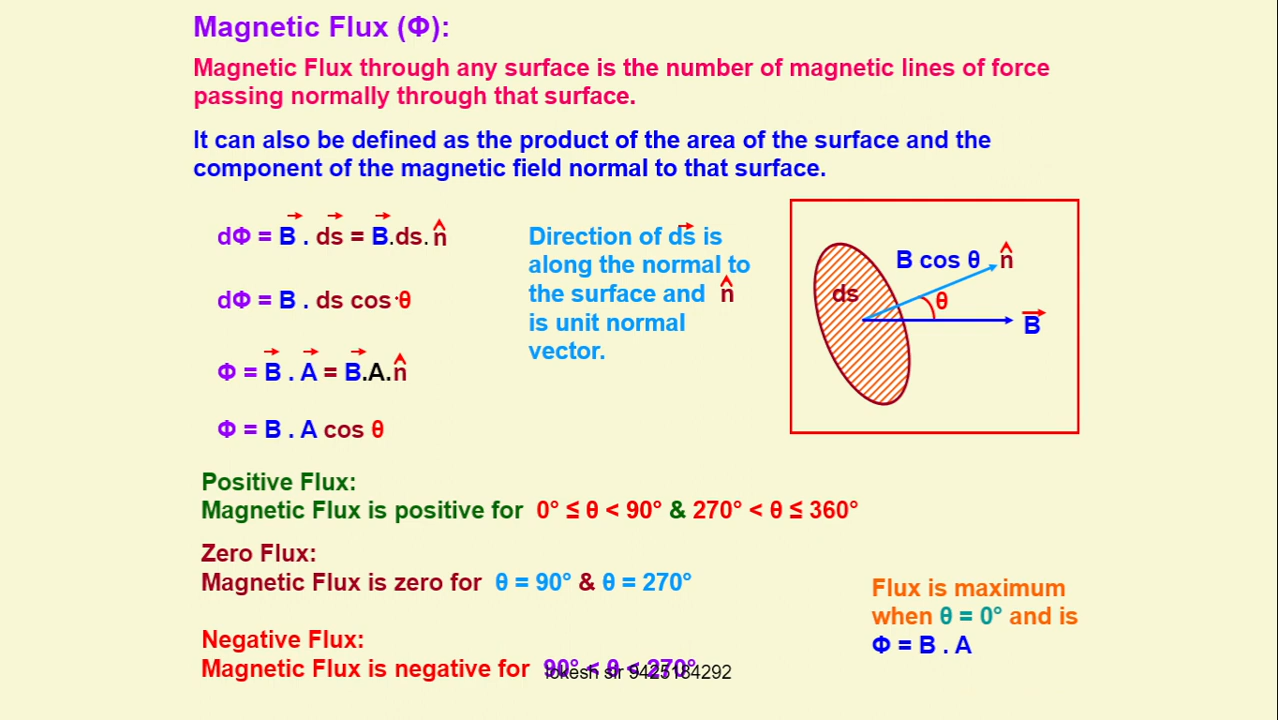 Magnetic Flux (Φ):
Magnetic Flux through any surface is the number of magnetic lines of force
passing normally through that surface.
It can also be defined as the product of the area of the surface and the
component of the magnetic field normal to that surface.
dΦ = B⃗ . ds⃗ = B⃗.ds. n̂
dΦ = B . ds cos θ
Φ = B⃗ . A⃗ = B⃗.A.n̂
Φ = B . A cos θ
Direction of ds⃗ is
along the normal to
the surface and n̂
is unit normal
vector.
ds
B cos θ n̂
θ
B⃗
Positive Flux:
Magnetic Flux is positive for 0° ≤ θ < 90° & 270° < θ ≤ 360°
Zero Flux:
Magnetic Flux is zero for θ = 90° & θ = 270°
Flux is maximum
when θ = 0° and is
Φ = B . A
Negative Flux:
Magnetic Flux is negative for 90° < θ < 270°
lokesh sir 9425184292